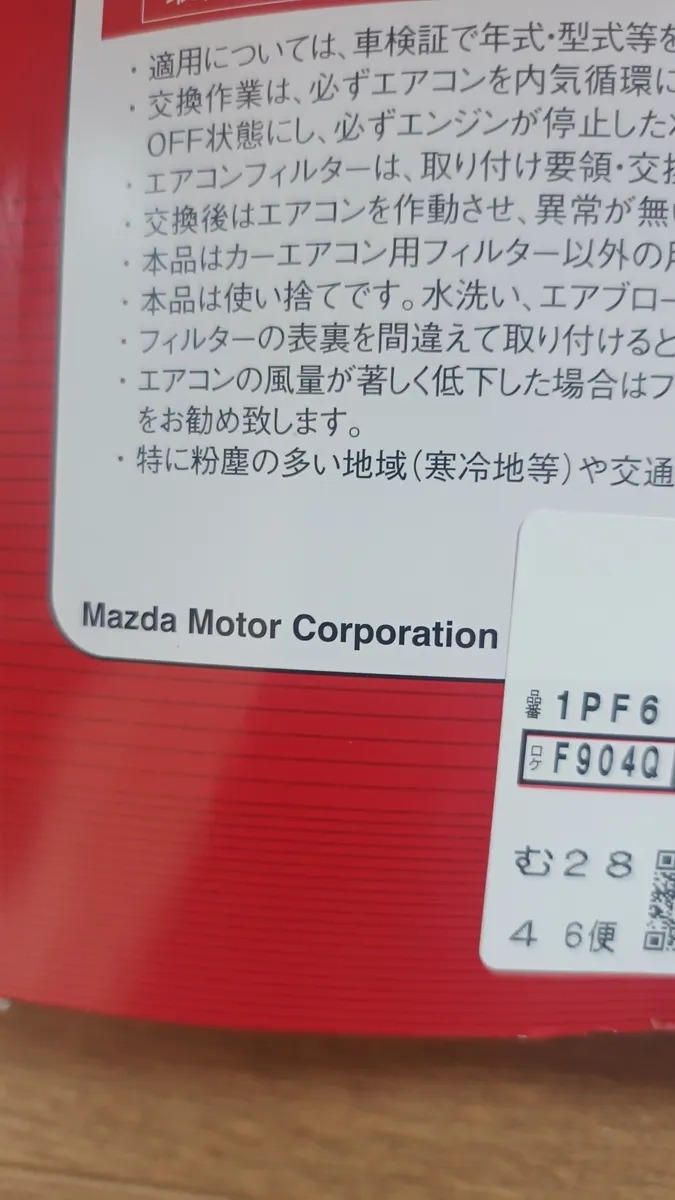 ・適用については、車検証で年式・型式等を
・交換作業は、必ずエアコンを内気循環に
OFF状態にし、必ずエンジンが停止した
・エアコンフィルターは、取り付け要領・交換
・交換後はエアコンを作動させ、異常が無い
・本品はカーエアコン用フィルター以外の用
・本品は使い捨てです。水洗い、エアブロー
・フィルターの表裏を間違えて取り付けると
・エアコンの風量が著しく低下した場合はフ
をお勧め致します。
・特に粉塵の多い地域(寒冷地等)や交通
Mazda Motor Corporation
品番 1PF6
ロケ F904Q
む28
46便